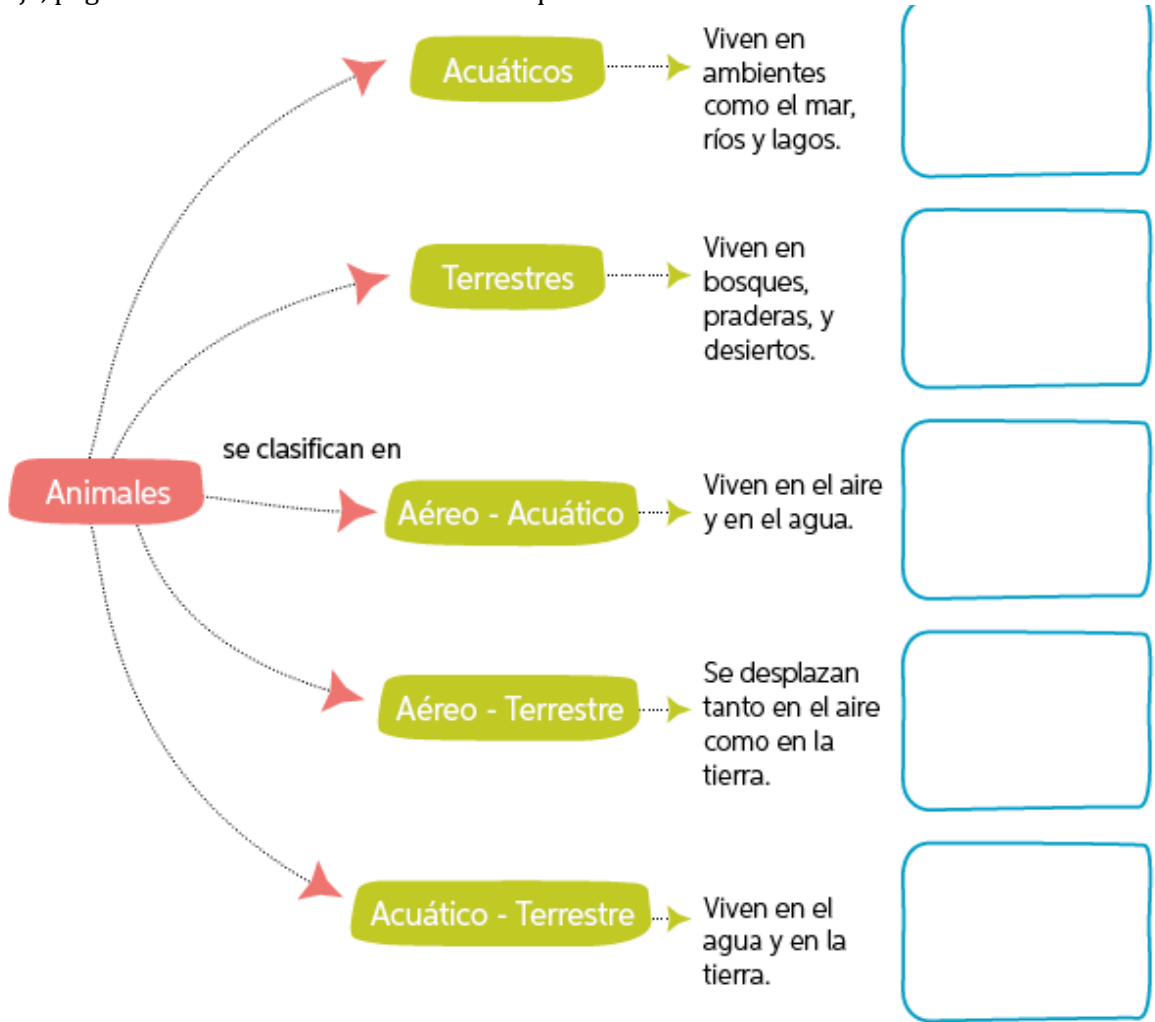 Acuáticos
Viven en
ambientes
como el mar,
ríos y lagos.
Terrestres
Viven en
bosques,
praderas, y
desiertos.
Animales
se clasifican en
Aéreo - Acuático
Viven en el aire
y en el agua.
Aéreo - Terrestre
Se desplazan
tanto en el aire
como en la
tierra.
Acuático - Terrestre
Viven en el
agua y en la
tierra.